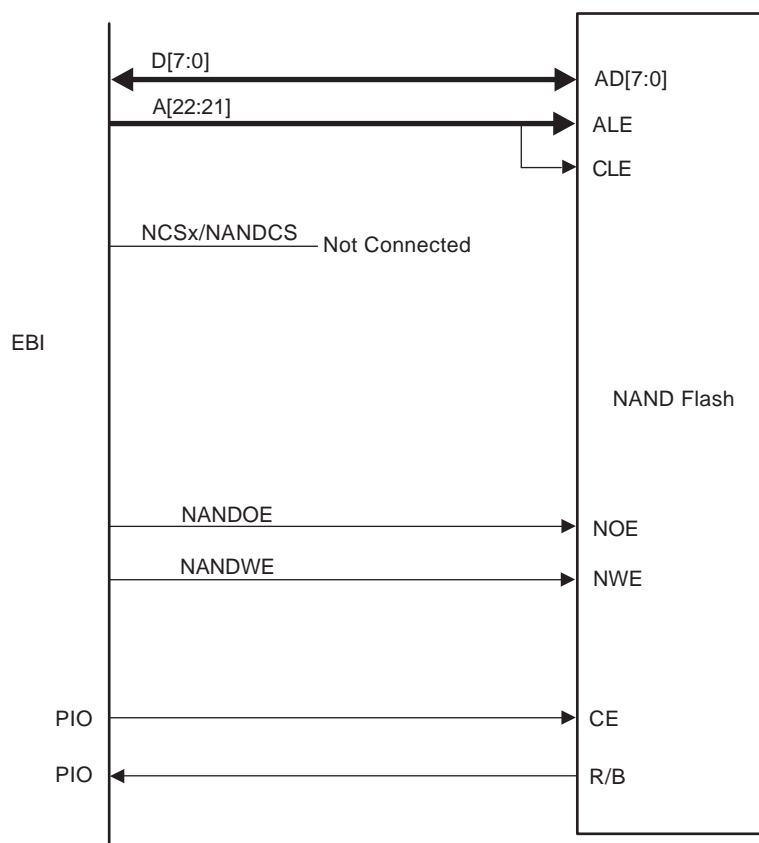 D[7:0]
AD[7:0]
A[22:21]
ALE
CLE
NCSx/NANDCS
Not Connected
EBI
NAND Flash
NANDOE
NOE
NANDWE
NWE
PIO
CE
PIO
R/B